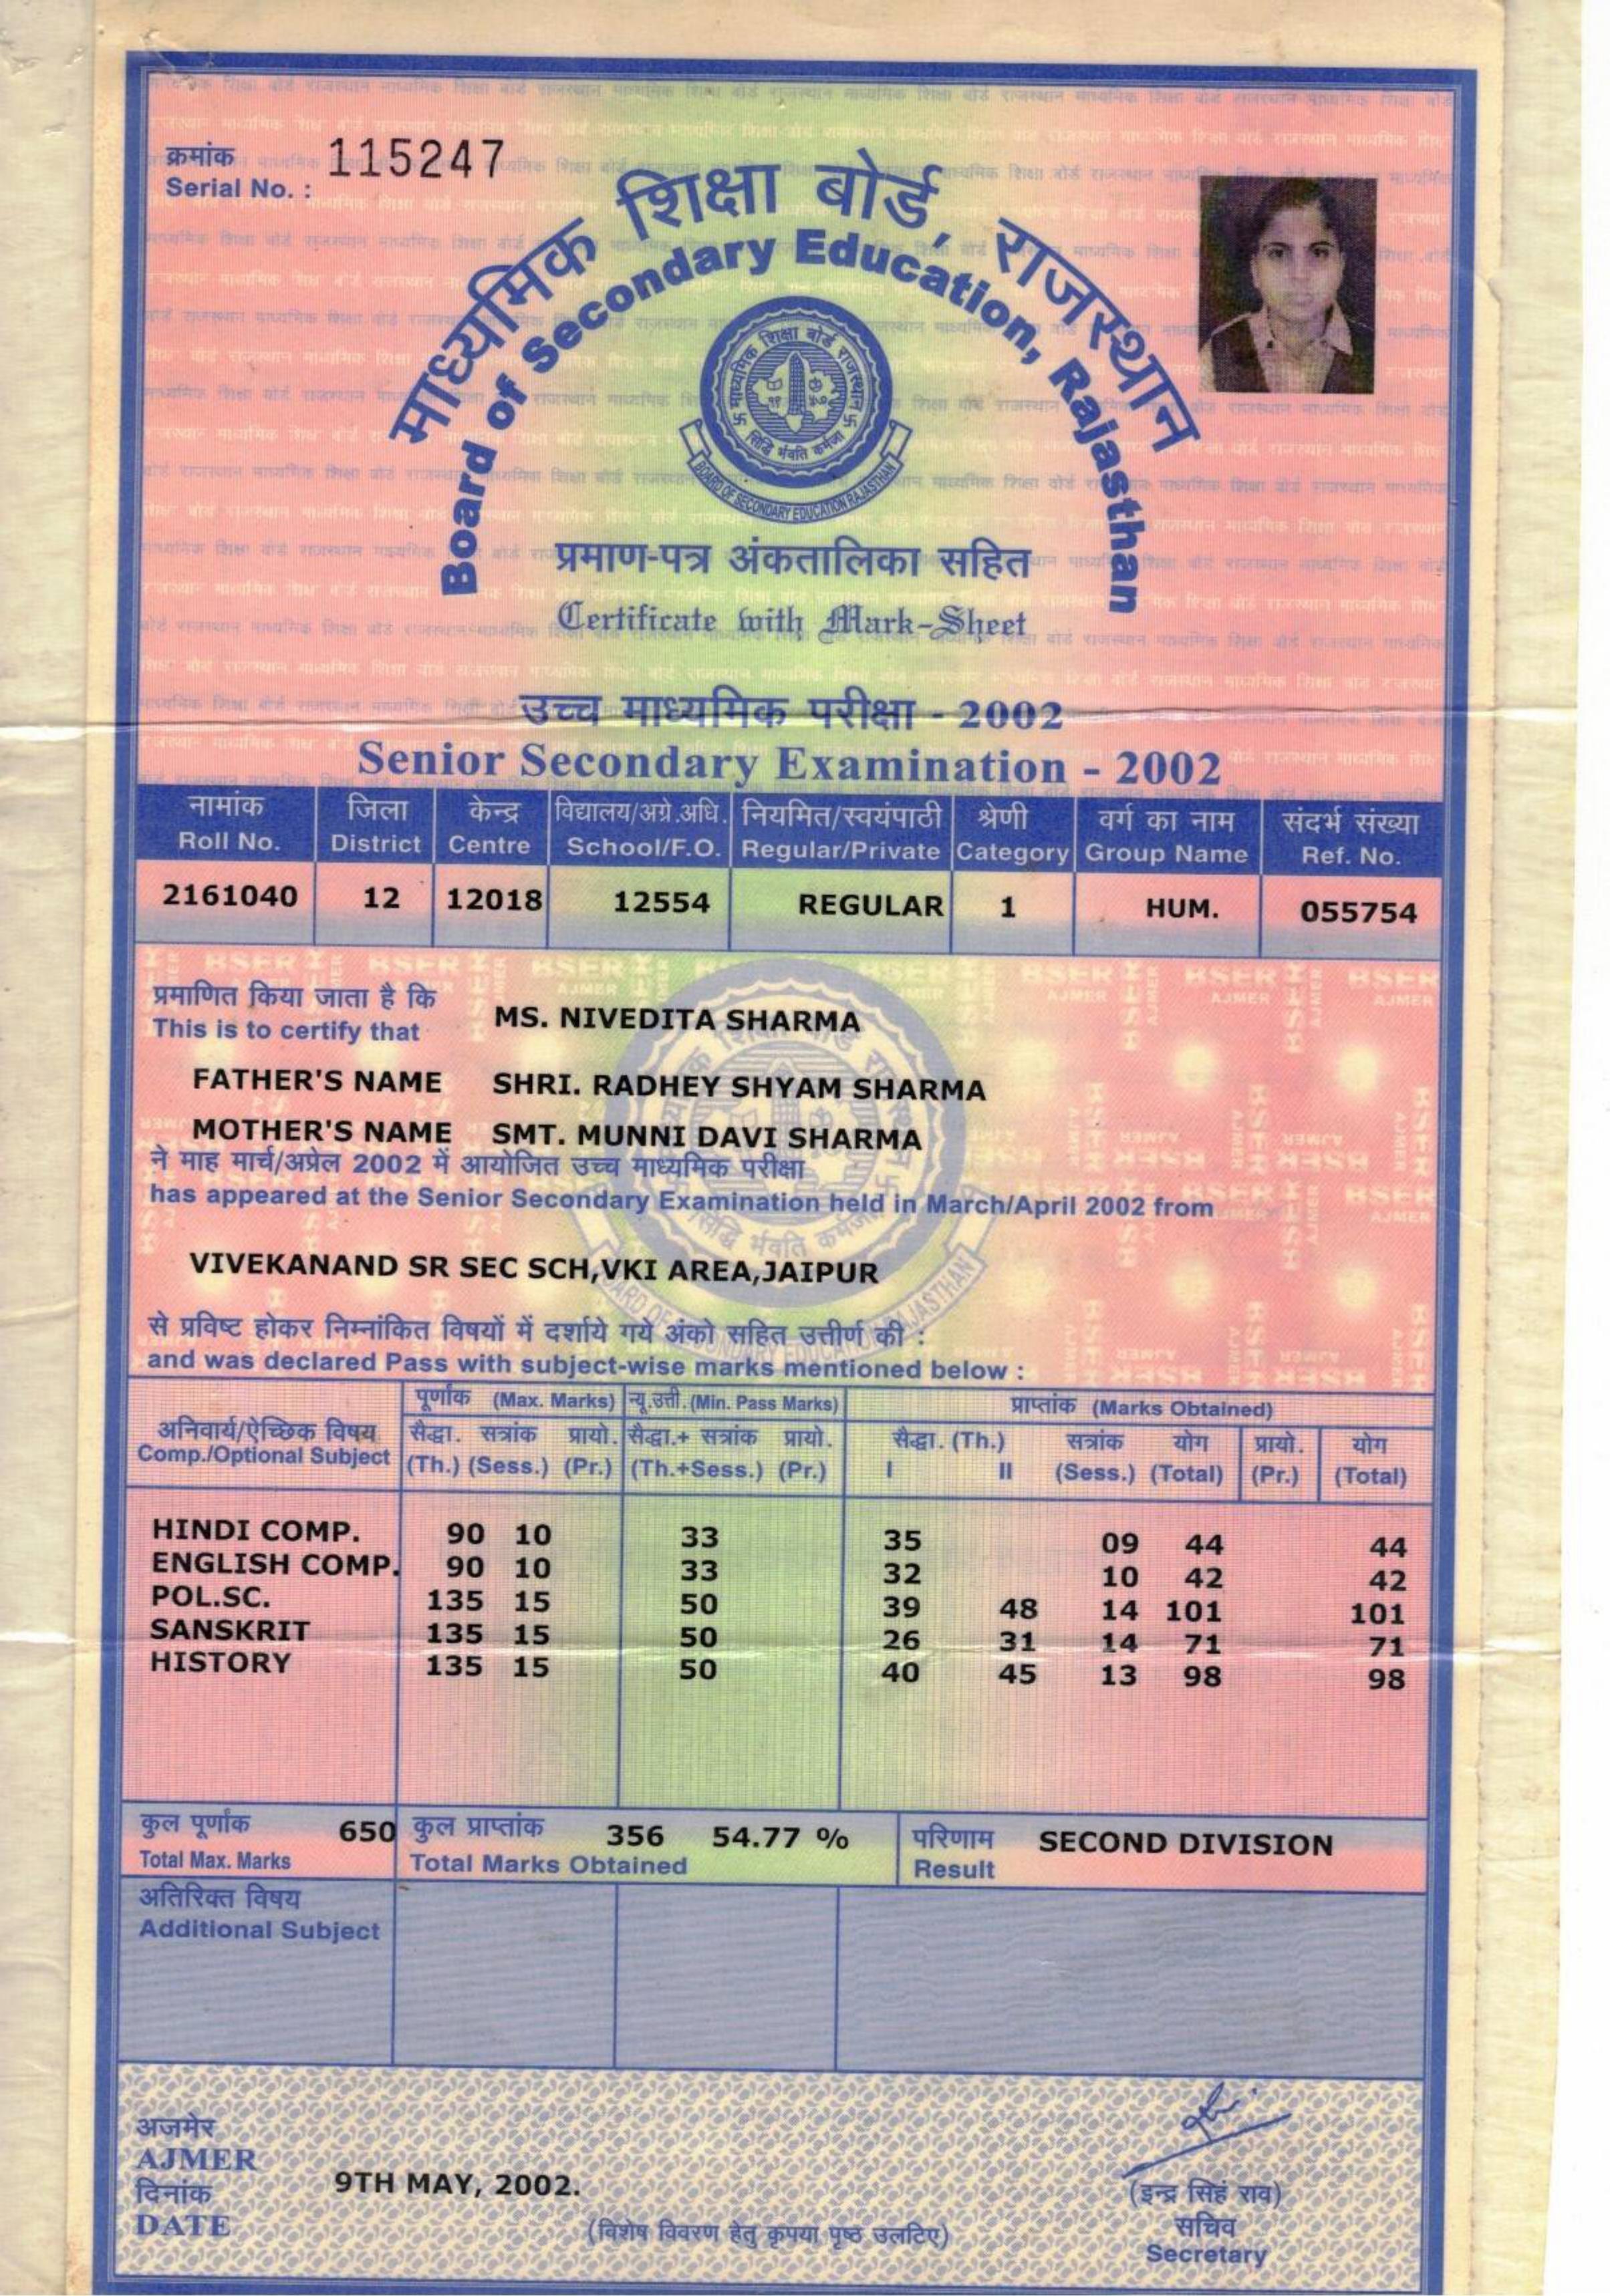 क्रमांक 115247
Serial No. :
माध्यमिक शिक्षा बोर्ड, राजस्थान
Board of Secondary Education, Rajasthan
माध्यमिक शिक्षा बोर्ड राजस्थान
सिद्धि र्भवति कर्मजा
BOARD OF SECONDARY EDUCATION RAJASTHAN
प्रमाण-पत्र अंकतालिका सहित
Certificate with Mark-Sheet
उच्च माध्यमिक परीक्षा - 2002
Senior Secondary Examination - 2002
नामांक जिला केन्द्र विद्यालय/अग्रे.अधि. नियमित/स्वयंपाठी श्रेणी वर्ग का नाम संदर्भ संख्या
Roll No. District Centre School/F.O. Regular/Private Category Group Name Ref. No.
2161040 12 12018 12554 REGULAR 1 HUM. 055754
प्रमाणित किया जाता है कि
This is to certify that MS. NIVEDITA SHARMA
FATHER'S NAME SHRI. RADHEY SHYAM SHARMA
MOTHER'S NAME SMT. MUNNI DAVI SHARMA
ने माह मार्च/अप्रेल 2002 में आयोजित उच्च माध्यमिक परीक्षा
has appeared at the Senior Secondary Examination held in March/April 2002 from
VIVEKANAND SR SEC SCH,VKI AREA,JAIPUR
से प्रविष्ट होकर निम्नांकित विषयों में दर्शाये गये अंको सहित उत्तीर्ण की :
and was declared Pass with subject-wise marks mentioned below :
पूर्णांक (Max. Marks) न्यू.उत्ती. (Min. Pass Marks) प्राप्तांक (Marks Obtained)
अनिवार्य/ऐच्छिक विषय सैद्धा. सत्रांक प्रायो. सैद्धा.+ सत्रांक प्रायो. सैद्धा. (Th.) सत्रांक योग प्रायो. योग
Comp./Optional Subject (Th.) (Sess.) (Pr.) (Th.+Sess.) (Pr.) I II (Sess.) (Total) (Pr.) (Total)
HINDI COMP. 90 10 33 35 09 44 44
ENGLISH COMP. 90 10 33 32 10 42 42
POL.SC. 135 15 50 39 48 14 101 101
SANSKRIT 135 15 50 26 31 14 71 71
HISTORY 135 15 50 40 45 13 98 98
कुल पूर्णांक 650 कुल प्राप्तांक 356 54.77 % परिणाम SECOND DIVISION
Total Max. Marks Total Marks Obtained Result
अतिरिक्त विषय
Additional Subject
अजमेर
AJMER
दिनांक 9TH MAY, 2002. (इन्द्र सिंह राव)
DATE (विशेष विवरण हेतु कृपया पृष्ठ उलटिए) सचिव
Secretary